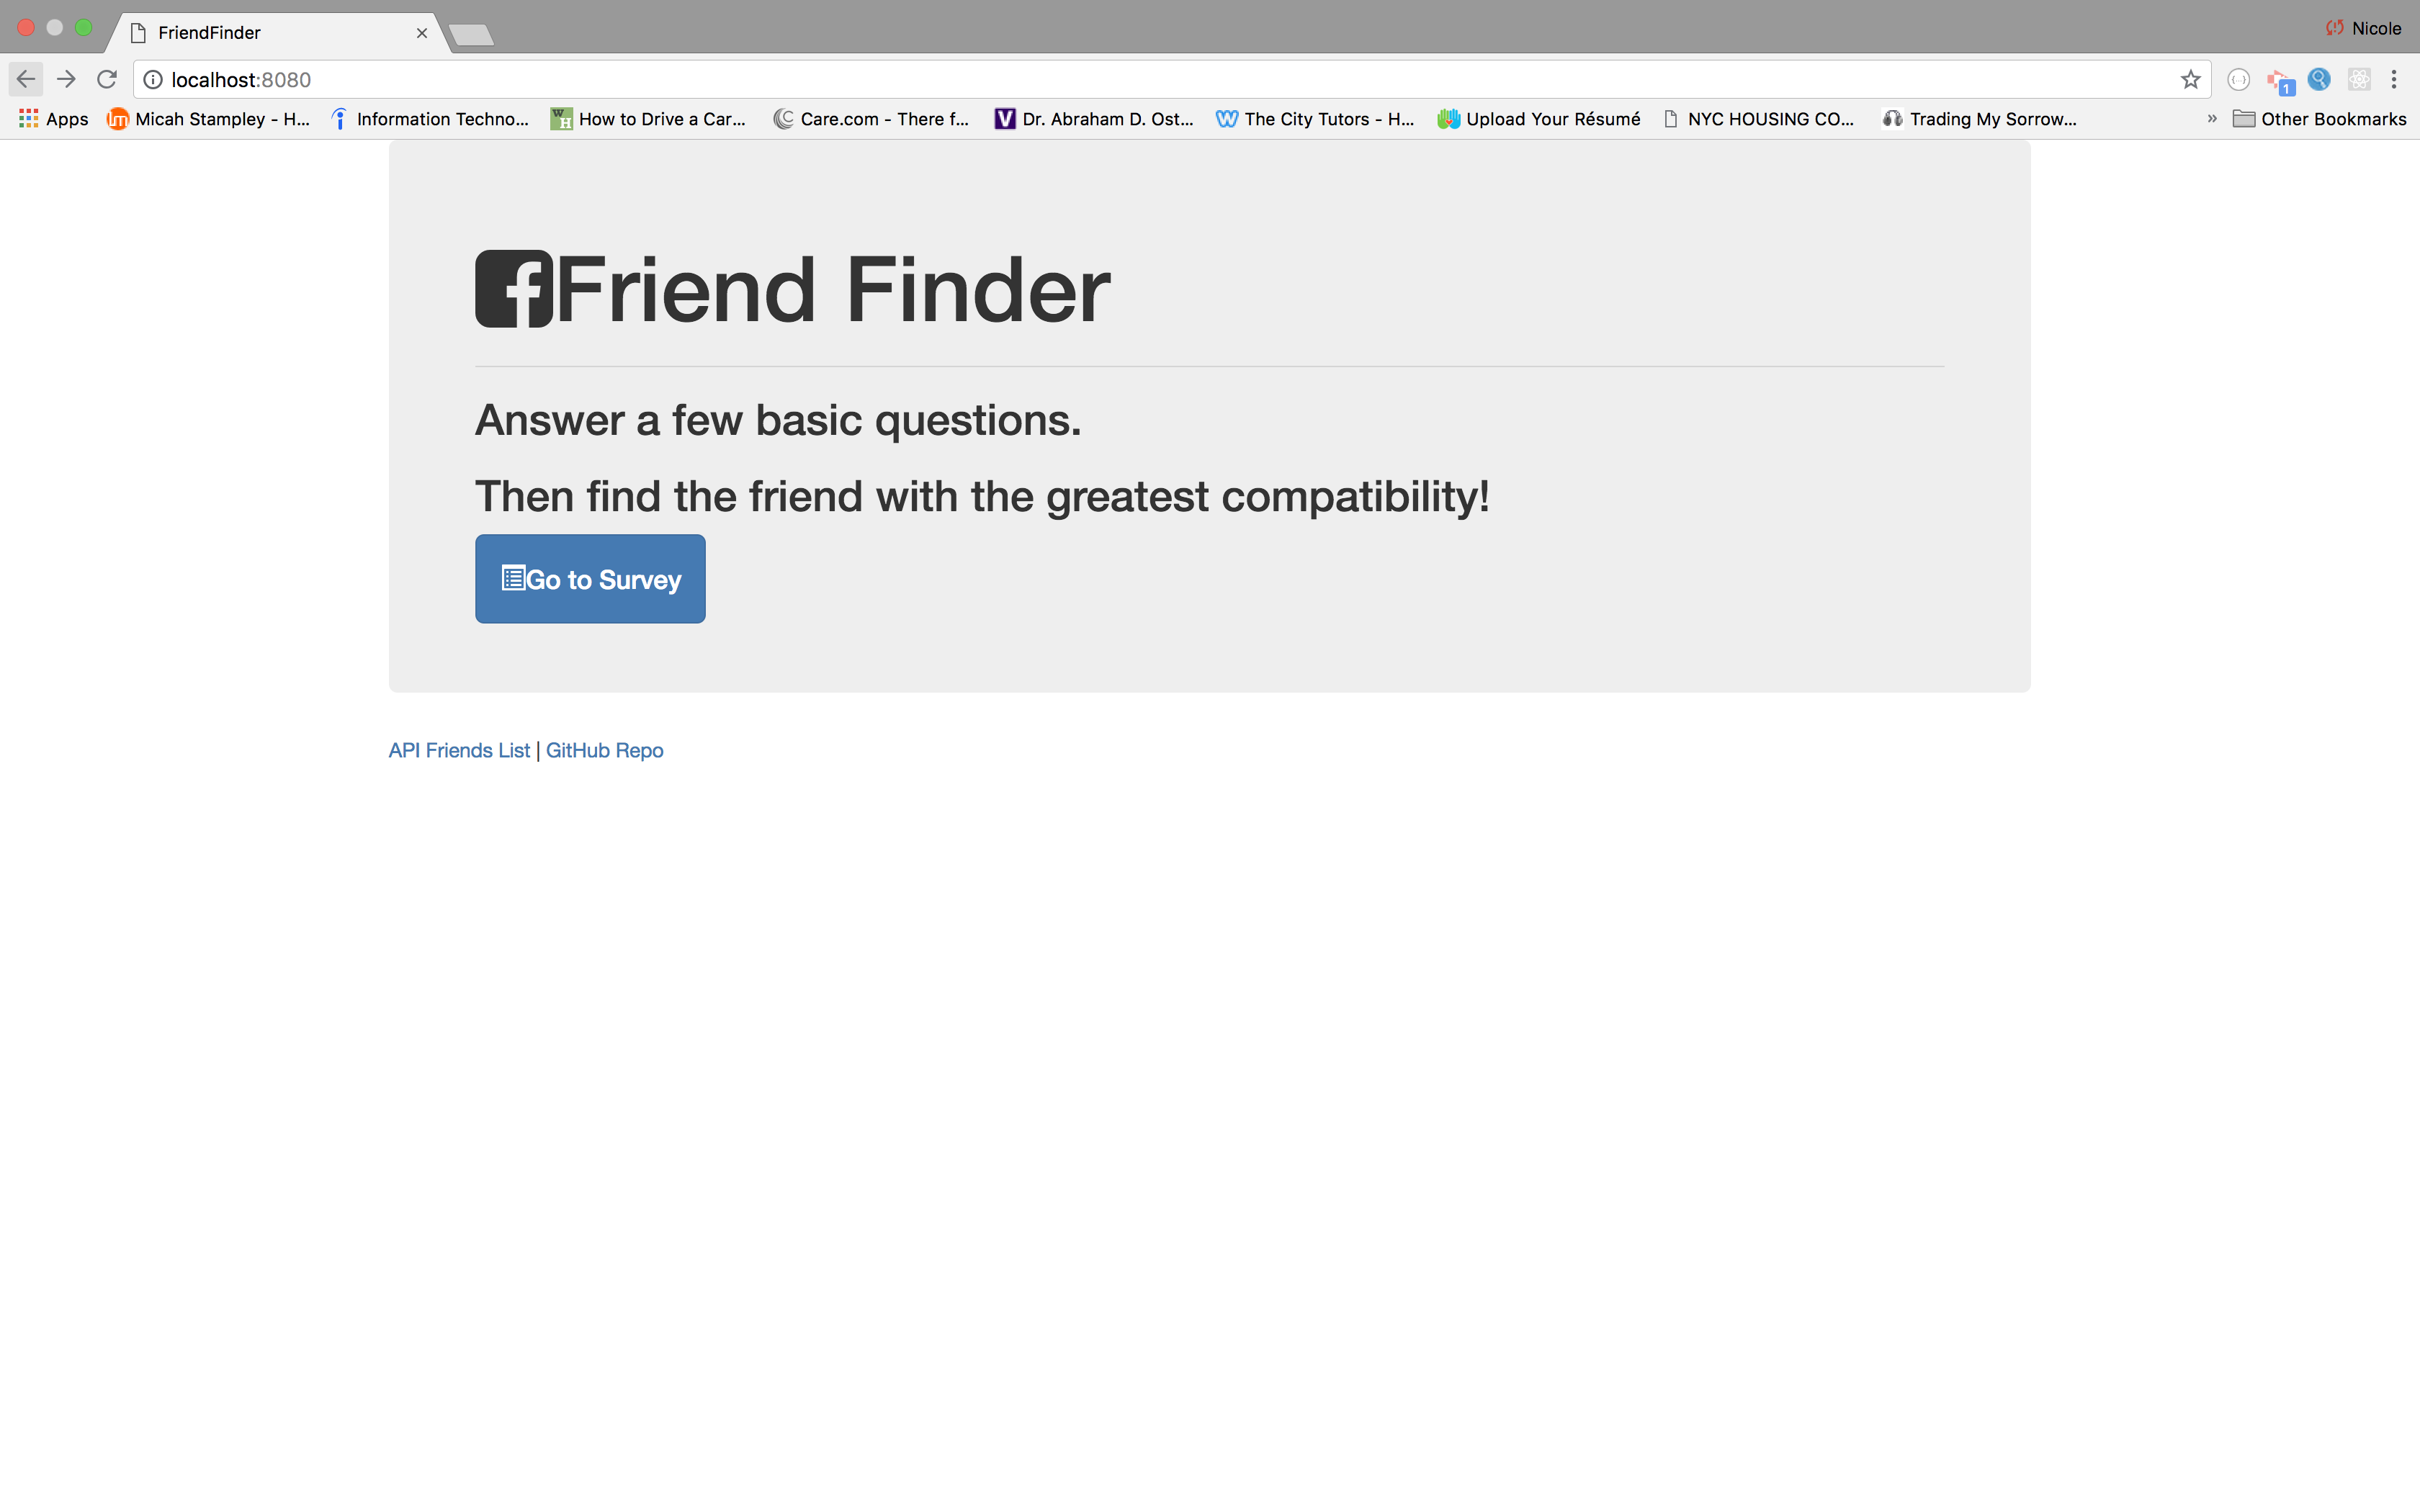 FriendFinder
Nicole
localhost:8080
1
Apps
Micah Stampley - H...
Information Techno...
How to Drive a Car...
Care.com - There f...
Dr. Abraham D. Ost...
The City Tutors - H...
Upload Your Résumé
NYC HOUSING CO...
Trading My Sorrow...
» Other Bookmarks
Friend Finder
Answer a few basic questions.
Then find the friend with the greatest compatibility!
Go to Survey
API Friends List | GitHub Repo